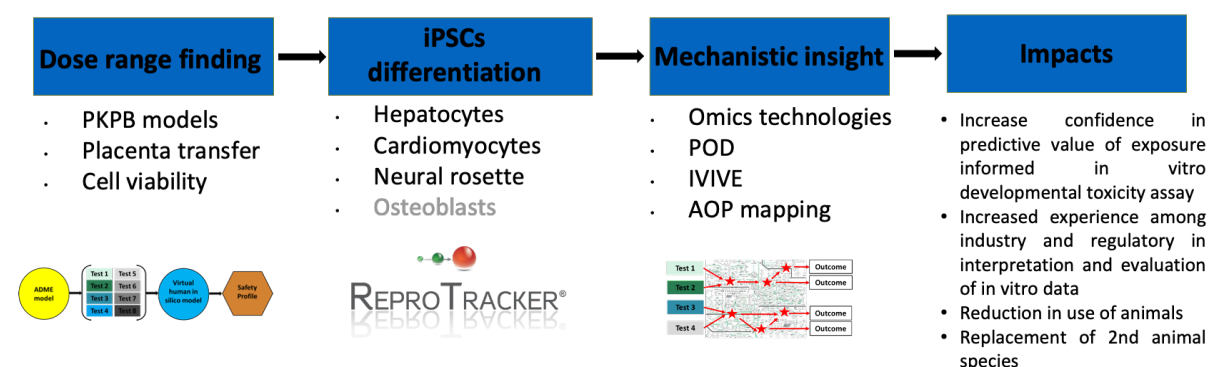 Dose range finding
• PKPB models
• Placenta transfer
• Cell viability
ADME
model
Test 1
Test 2
Test 3
Test 4
Test 5
Test 6
Test 7
Test 8
Virtual
human in
silico model
Safety
Profile
iPSCs
differentiation
• Hepatocytes
• Cardiomyocytes
• Neural rosette
• Osteoblasts
REPROTRACKER®
Mechanistic insight
• Omics technologies
• POD
• IVIVE
• AOP mapping
Test 1
Test 2
Test 3
Test 4
Outcome
Outcome
Outcome
Outcome
Impacts
• Increase confidence in
predictive value of exposure
informed in vitro
developmental toxicity assay
• Increased experience among
industry and regulatory in
interpretation and evaluation
of in vitro data
• Reduction in use of animals
• Replacement of 2nd animal
species